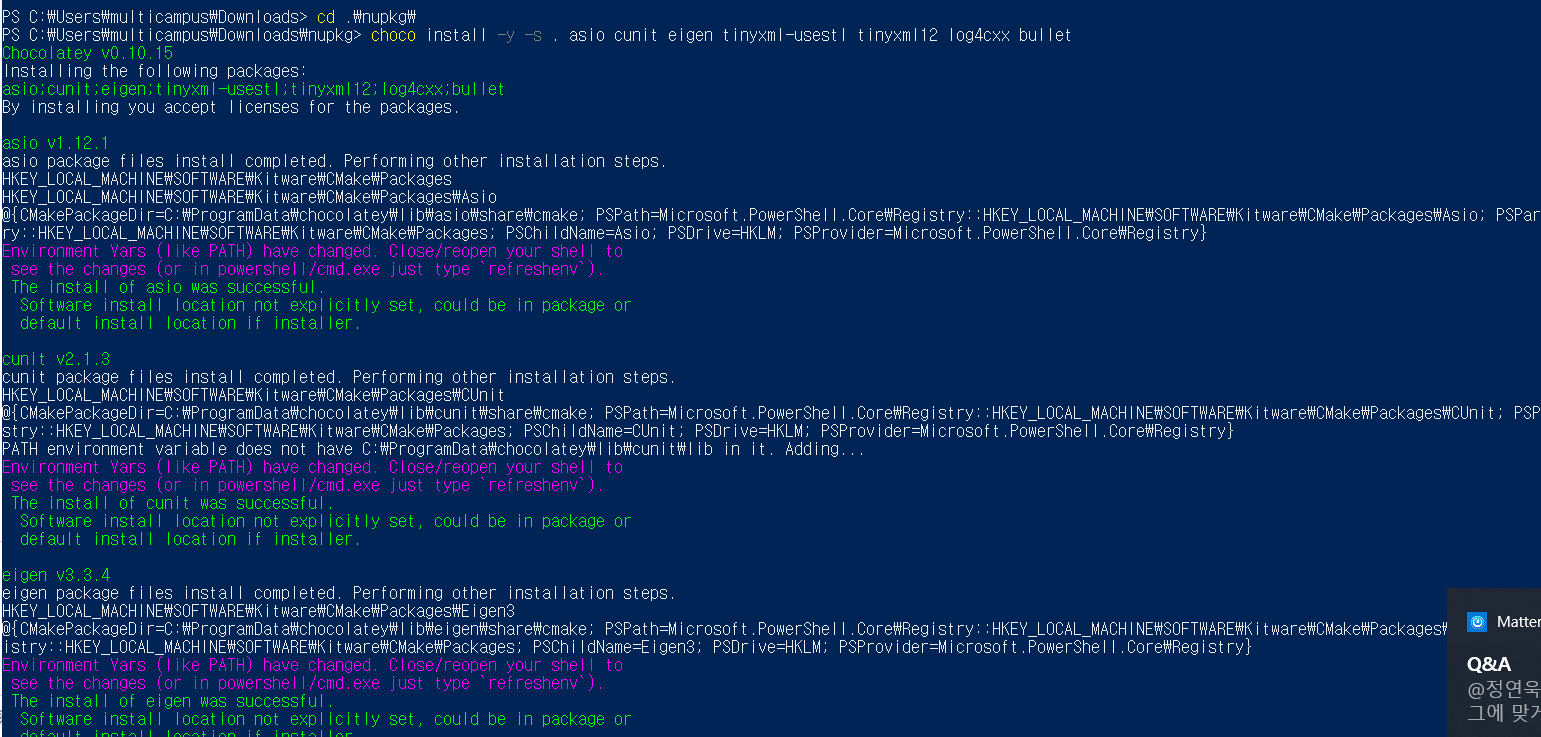 PS C:₩Users₩multicampus₩Downloads> cd .₩nupkg₩
PS C:₩Users₩multicampus₩Downloads₩nupkg> choco install -y -s . asio cunit eigen tinyxml-usestl tinyxml12 log4cxx bullet
Chocolatey v0.10.15
Installing the following packages:
asio;cunit;eigen;tinyxml-usestl;tinyxml12;log4cxx;bullet
By installing you accept licenses for the packages.
asio v1.12.1
asio package files install completed. Performing other installation steps.
HKEY_LOCAL_MACHINE₩SOFTWARE₩Kitware₩CMake₩Packages
HKEY_LOCAL_MACHINE₩SOFTWARE₩Kitware₩CMake₩Packages₩Asio
@{CMakePackageDir=C:₩ProgramData₩chocolatey₩lib₩asio₩share₩cmake; PSPath=Microsoft.PowerShell.Core₩Registry::HKEY_LOCAL_MACHINE₩SOFTWARE₩Kitware₩CMake₩Packages₩Asio; PSPar
ry::HKEY_LOCAL_MACHINE₩SOFTWARE₩Kitware₩CMake₩Packages; PSChildName=Asio; PSDrive=HKLM; PSProvider=Microsoft.PowerShell.Core₩Registry}
Environment Vars (like PATH) have changed. Close/reopen your shell to
see the changes (or in powershell/cmd.exe just type `refreshenv`).
The install of asio was successful.
Software install location not explicitly set, could be in package or
default install location if installer.
cunit v2.1.3
cunit package files install completed. Performing other installation steps.
HKEY_LOCAL_MACHINE₩SOFTWARE₩Kitware₩CMake₩Packages₩CUnit
@{CMakePackageDir=C:₩ProgramData₩chocolatey₩lib₩cunit₩share₩cmake; PSPath=Microsoft.PowerShell.Core₩Registry::HKEY_LOCAL_MACHINE₩SOFTWARE₩Kitware₩CMake₩Packages₩CUnit; PSP
stry::HKEY_LOCAL_MACHINE₩SOFTWARE₩Kitware₩CMake₩Packages; PSChildName=CUnit; PSDrive=HKLM; PSProvider=Microsoft.PowerShell.Core₩Registry}
PATH environment variable does not have C:₩ProgramData₩chocolatey₩lib₩cunit₩lib in it. Adding...
Environment Vars (like PATH) have changed. Close/reopen your shell to
see the changes (or in powershell/cmd.exe just type `refreshenv`).
The install of cunit was successful.
Software install location not explicitly set, could be in package or
default install location if installer.
eigen v3.3.4
eigen package files install completed. Performing other installation steps.
HKEY_LOCAL_MACHINE₩SOFTWARE₩Kitware₩CMake₩Packages₩Eigen3
@{CMakePackageDir=C:₩ProgramData₩chocolatey₩lib₩eigen₩share₩cmake; PSPath=Microsoft.PowerShell.Core₩Registry::HKEY_LOCAL_MACHINE₩SOFTWARE₩Kitware₩CMake₩Packages₩
istry::HKEY_LOCAL_MACHINE₩SOFTWARE₩Kitware₩CMake₩Packages; PSChildName=Eigen3; PSDrive=HKLM; PSProvider=Microsoft.PowerShell.Core₩Registry}
Environment Vars (like PATH) have changed. Close/reopen your shell to
see the changes (or in powershell/cmd.exe just type `refreshenv`).
The install of eigen was successful.
Software install location not explicitly set, could be in package or
default install location if installer.
Matter
Q&A
@정연욱
그에 맞게